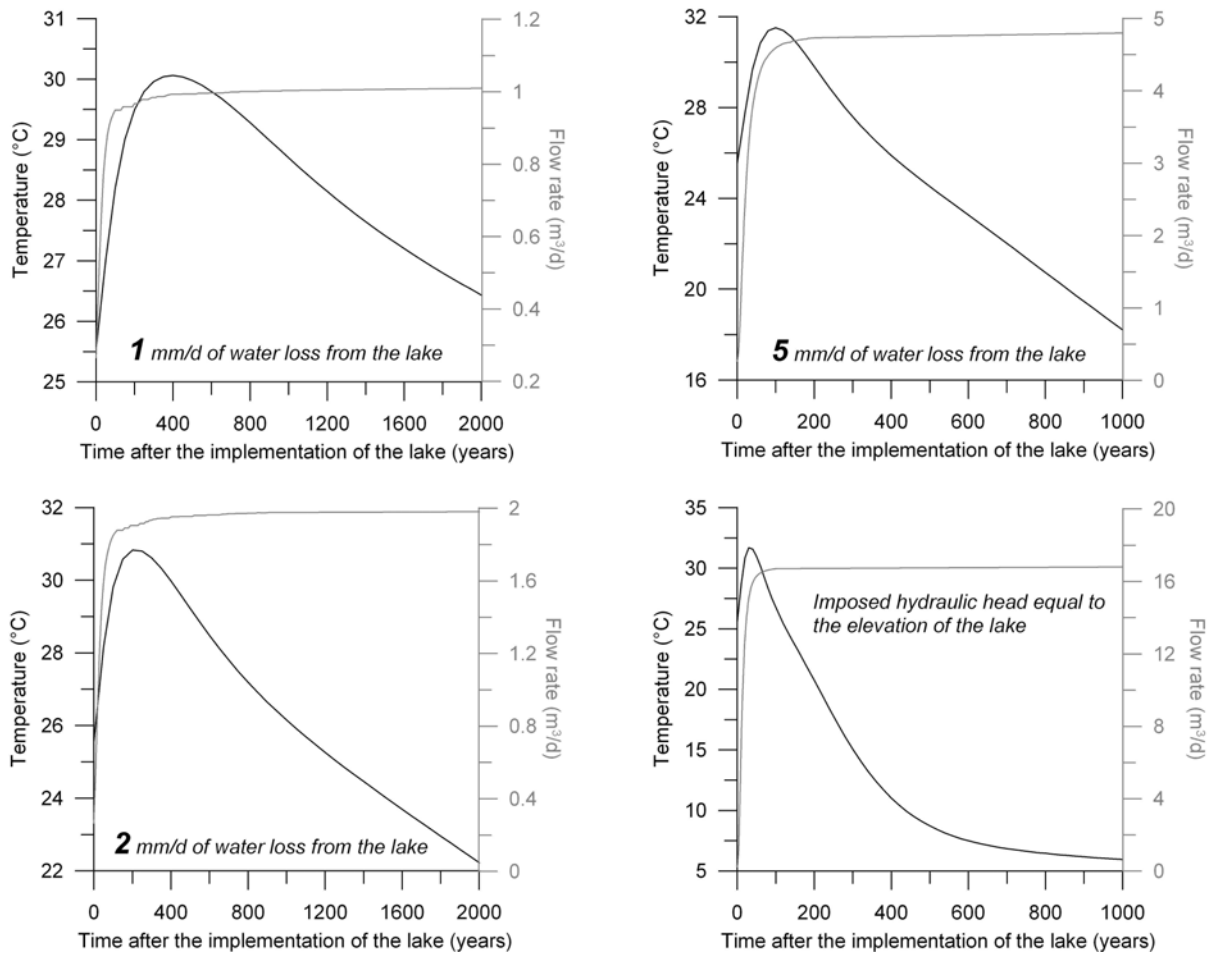 31
30
29
28
27
26
25
Temperature (°C)
1.2
1
0.8
0.6
0.4
0.2
Flow rate (m³/d)
1 mm/d of water loss from the lake
0 400 800 1200 1600 2000
Time after the implementation of the lake (years)
32
28
24
20
16
Temperature (°C)
5
4
3
2
1
0
Flow rate (m³/d)
5 mm/d of water loss from the lake
0 200 400 600 800 1000
Time after the implementation of the lake (years)
32
30
28
26
24
22
Temperature (°C)
2
1.6
1.2
0.8
0.4
0
Flow rate (m³/d)
2 mm/d of water loss from the lake
0 400 800 1200 1600 2000
Time after the implementation of the lake (years)
35
30
25
20
15
10
5
Temperature (°C)
20
16
12
8
4
0
Flow rate (m³/d)
Imposed hydraulic head equal to
the elevation of the lake
0 200 400 600 800 1000
Time after the implementation of the lake (years)